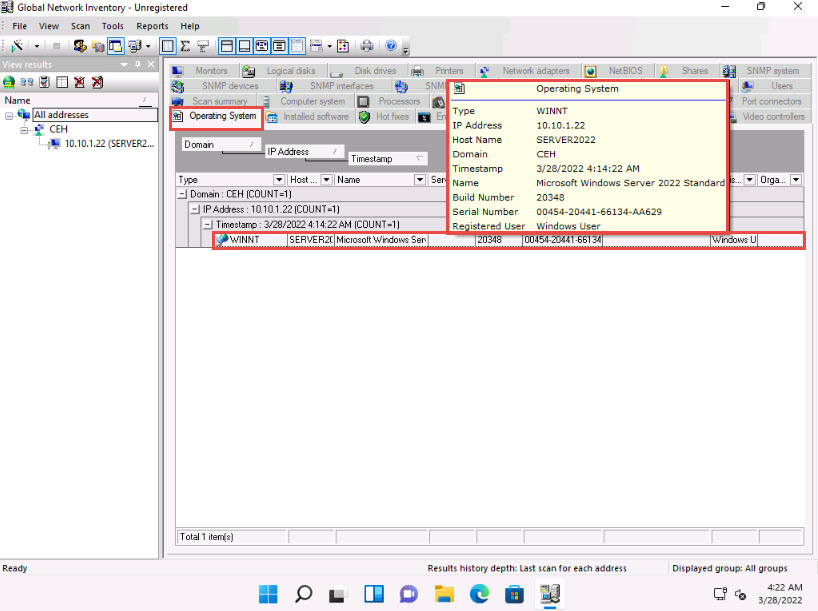 Global Network Inventory - Unregistered
File View Scan Tools Reports Help
View results
Name
All addresses
CEH
10.10.1.22 (SERVER2...
Monitors Logical disks Disk drives Printers Network adapters NetBIOS Shares SNMP system
SNMP devices SNMP interfaces Users
Scan summary Computer system Processors Port connectors
Operating System Installed software Hot fixes Video controllers
Domain
IP Address
Timestamp
Type Host ... Name Orga...
Domain : CEH (COUNT=1)
IP Address : 10.10.1.22 (COUNT=1)
Timestamp : 3/28/2022 4:14:22 AM (COUNT=1)
WINNT SERVER20 Microsoft Windows Ser 20348 00454-20441-66134 Windows U
Operating System
Type WINNT
IP Address 10.10.1.22
Host Name SERVER2022
Domain CEH
Timestamp 3/28/2022 4:14:22 AM
Name Microsoft Windows Server 2022 Standard
Build Number 20348
Serial Number 00454-20441-66134-AA629
Registered User Windows User
Total 1 item(s)
Ready Results history depth: Last scan for each address Displayed group: All groups
4:22 AM
3/28/2022